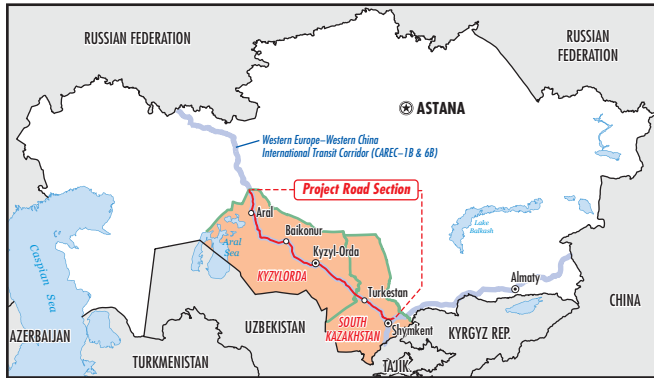 RUSSIAN FEDERATION
RUSSIAN
FEDERATION
ASTANA
Western Europe–Western China
International Transit Corridor (CAREC–1B & 6B)
Project Road Section
Aral
Aral
Sea
Baikonur
Kyzyl-Orda
KYZYLORDA
Lake
Balkash
Caspian Sea
Turkestan
Almaty
SOUTH
KAZAKHSTAN
Shymkent
CHINA
AZERBAIJAN
UZBEKISTAN
KYRGYZ REP.
TURKMENISTAN
TAJIK.